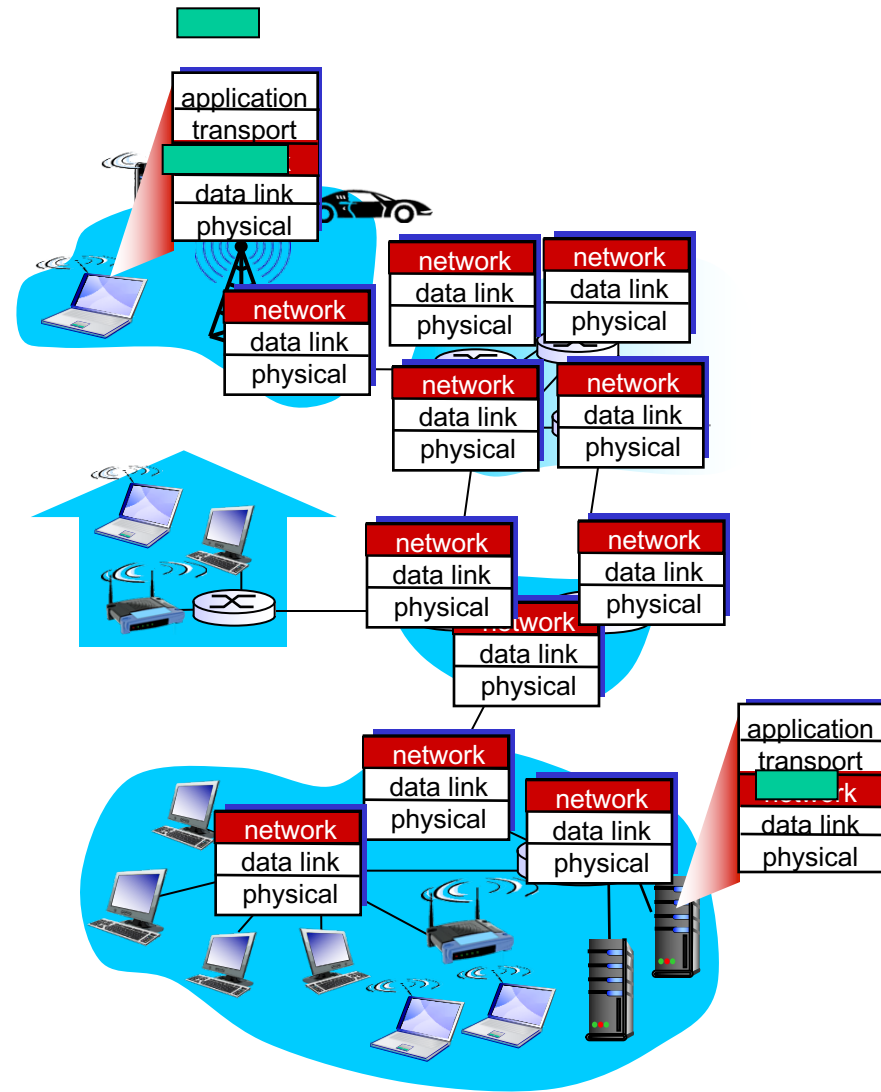 application
transport
data link
physical
network
data link
physical
network
data link
physical
network
data link
physical
network
data link
physical
network
data link
physical
network
data link
physical
network
data link
physical
network
data link
physical
application
transport
network
data link
physical
network
data link
physical
network
data link
physical
network
data link
physical